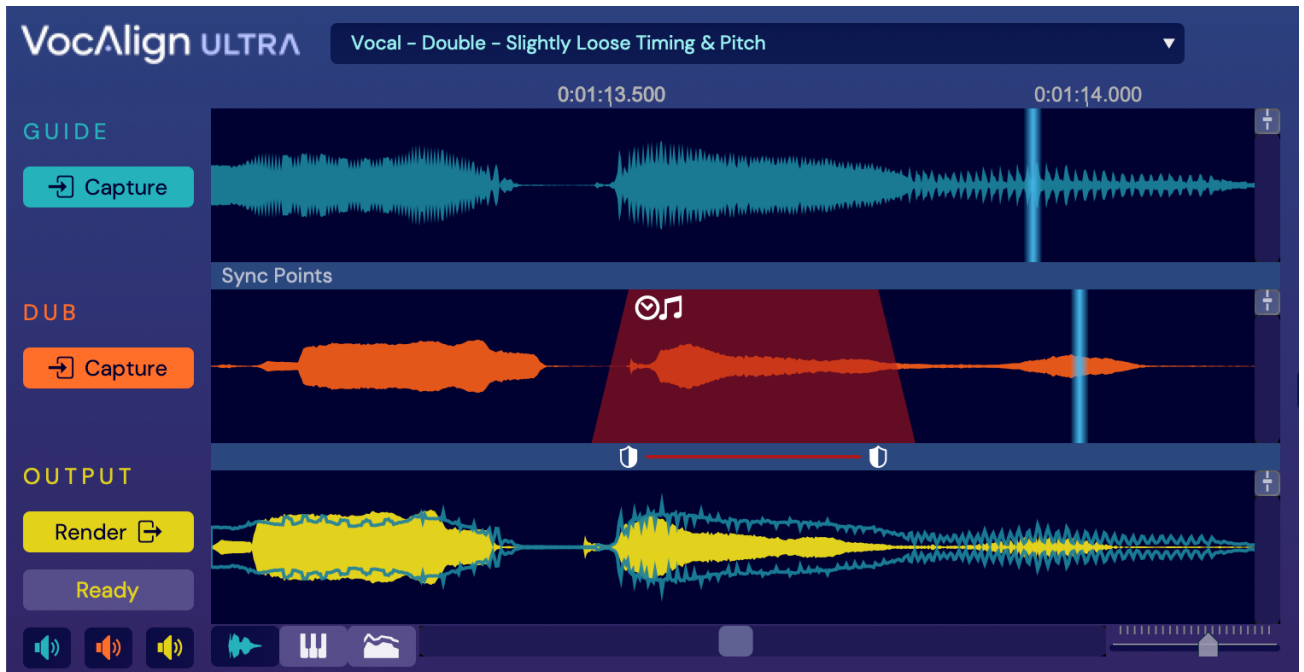 VocAlign ULTRA
Vocal - Double - Slightly Loose Timing & Pitch
0:01:13.500
0:01:14.000
GUIDE
Capture
Sync Points
DUB
Capture
OUTPUT
Render
Ready